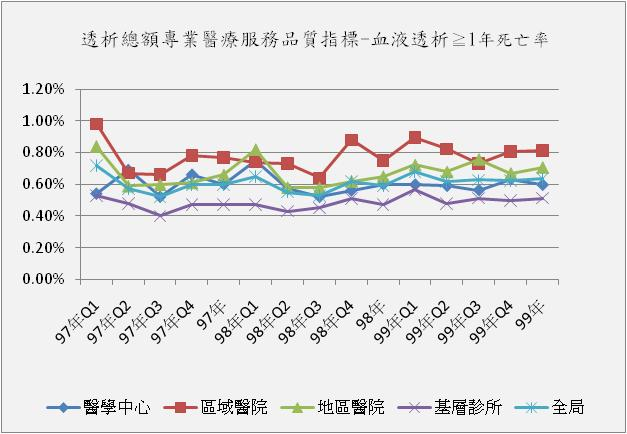 透析總額專業醫療服務品質指標-血液透析≧1年死亡率
1.20%
1.00%
0.80%
0.60%
0.40%
0.20%
0.00%
97年Q1
97年Q2
97年Q3
97年Q4
97年
98年Q1
98年Q2
98年Q3
98年Q4
98年
99年Q1
99年Q2
99年Q3
99年Q4
99年
醫學中心 區域醫院 地區醫院 基層診所 全局